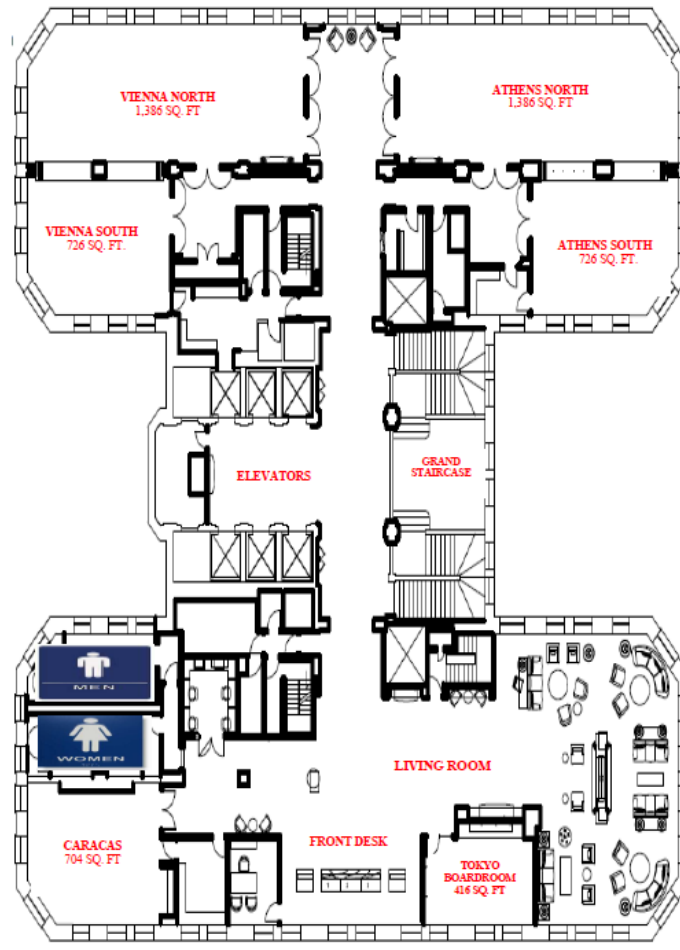 VIENNA NORTH
1,386 SQ. FT
ATHENS NORTH
1,386 SQ. FT
VIENNA SOUTH
726 SQ. FT.
ATHENS SOUTH
726 SQ. FT.
ELEVATORS
GRAND
STAIRCASE
MEN
WOMEN
LIVING ROOM
CARACAS
704 SQ. FT
FRONT DESK
TOKYO
BOARDROOM
416 SQ. FT